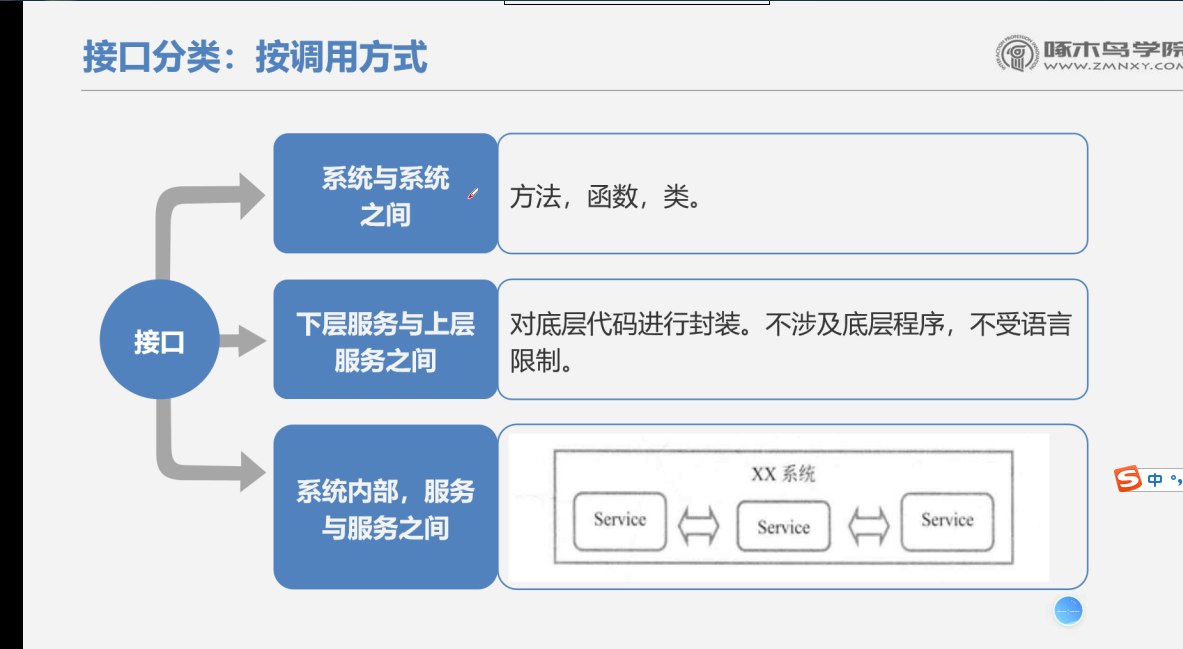 接口分类：按调用方式
啄木鸟学院
WWW.ZMNXY.COM
系统与系统
之间
方法，函数，类。
接口
下层服务与上层
服务之间
对底层代码进行封装。不涉及底层程序，不受语言
限制。
系统内部，服务
与服务之间
XX 系统
Service
Service
Service
中 °，